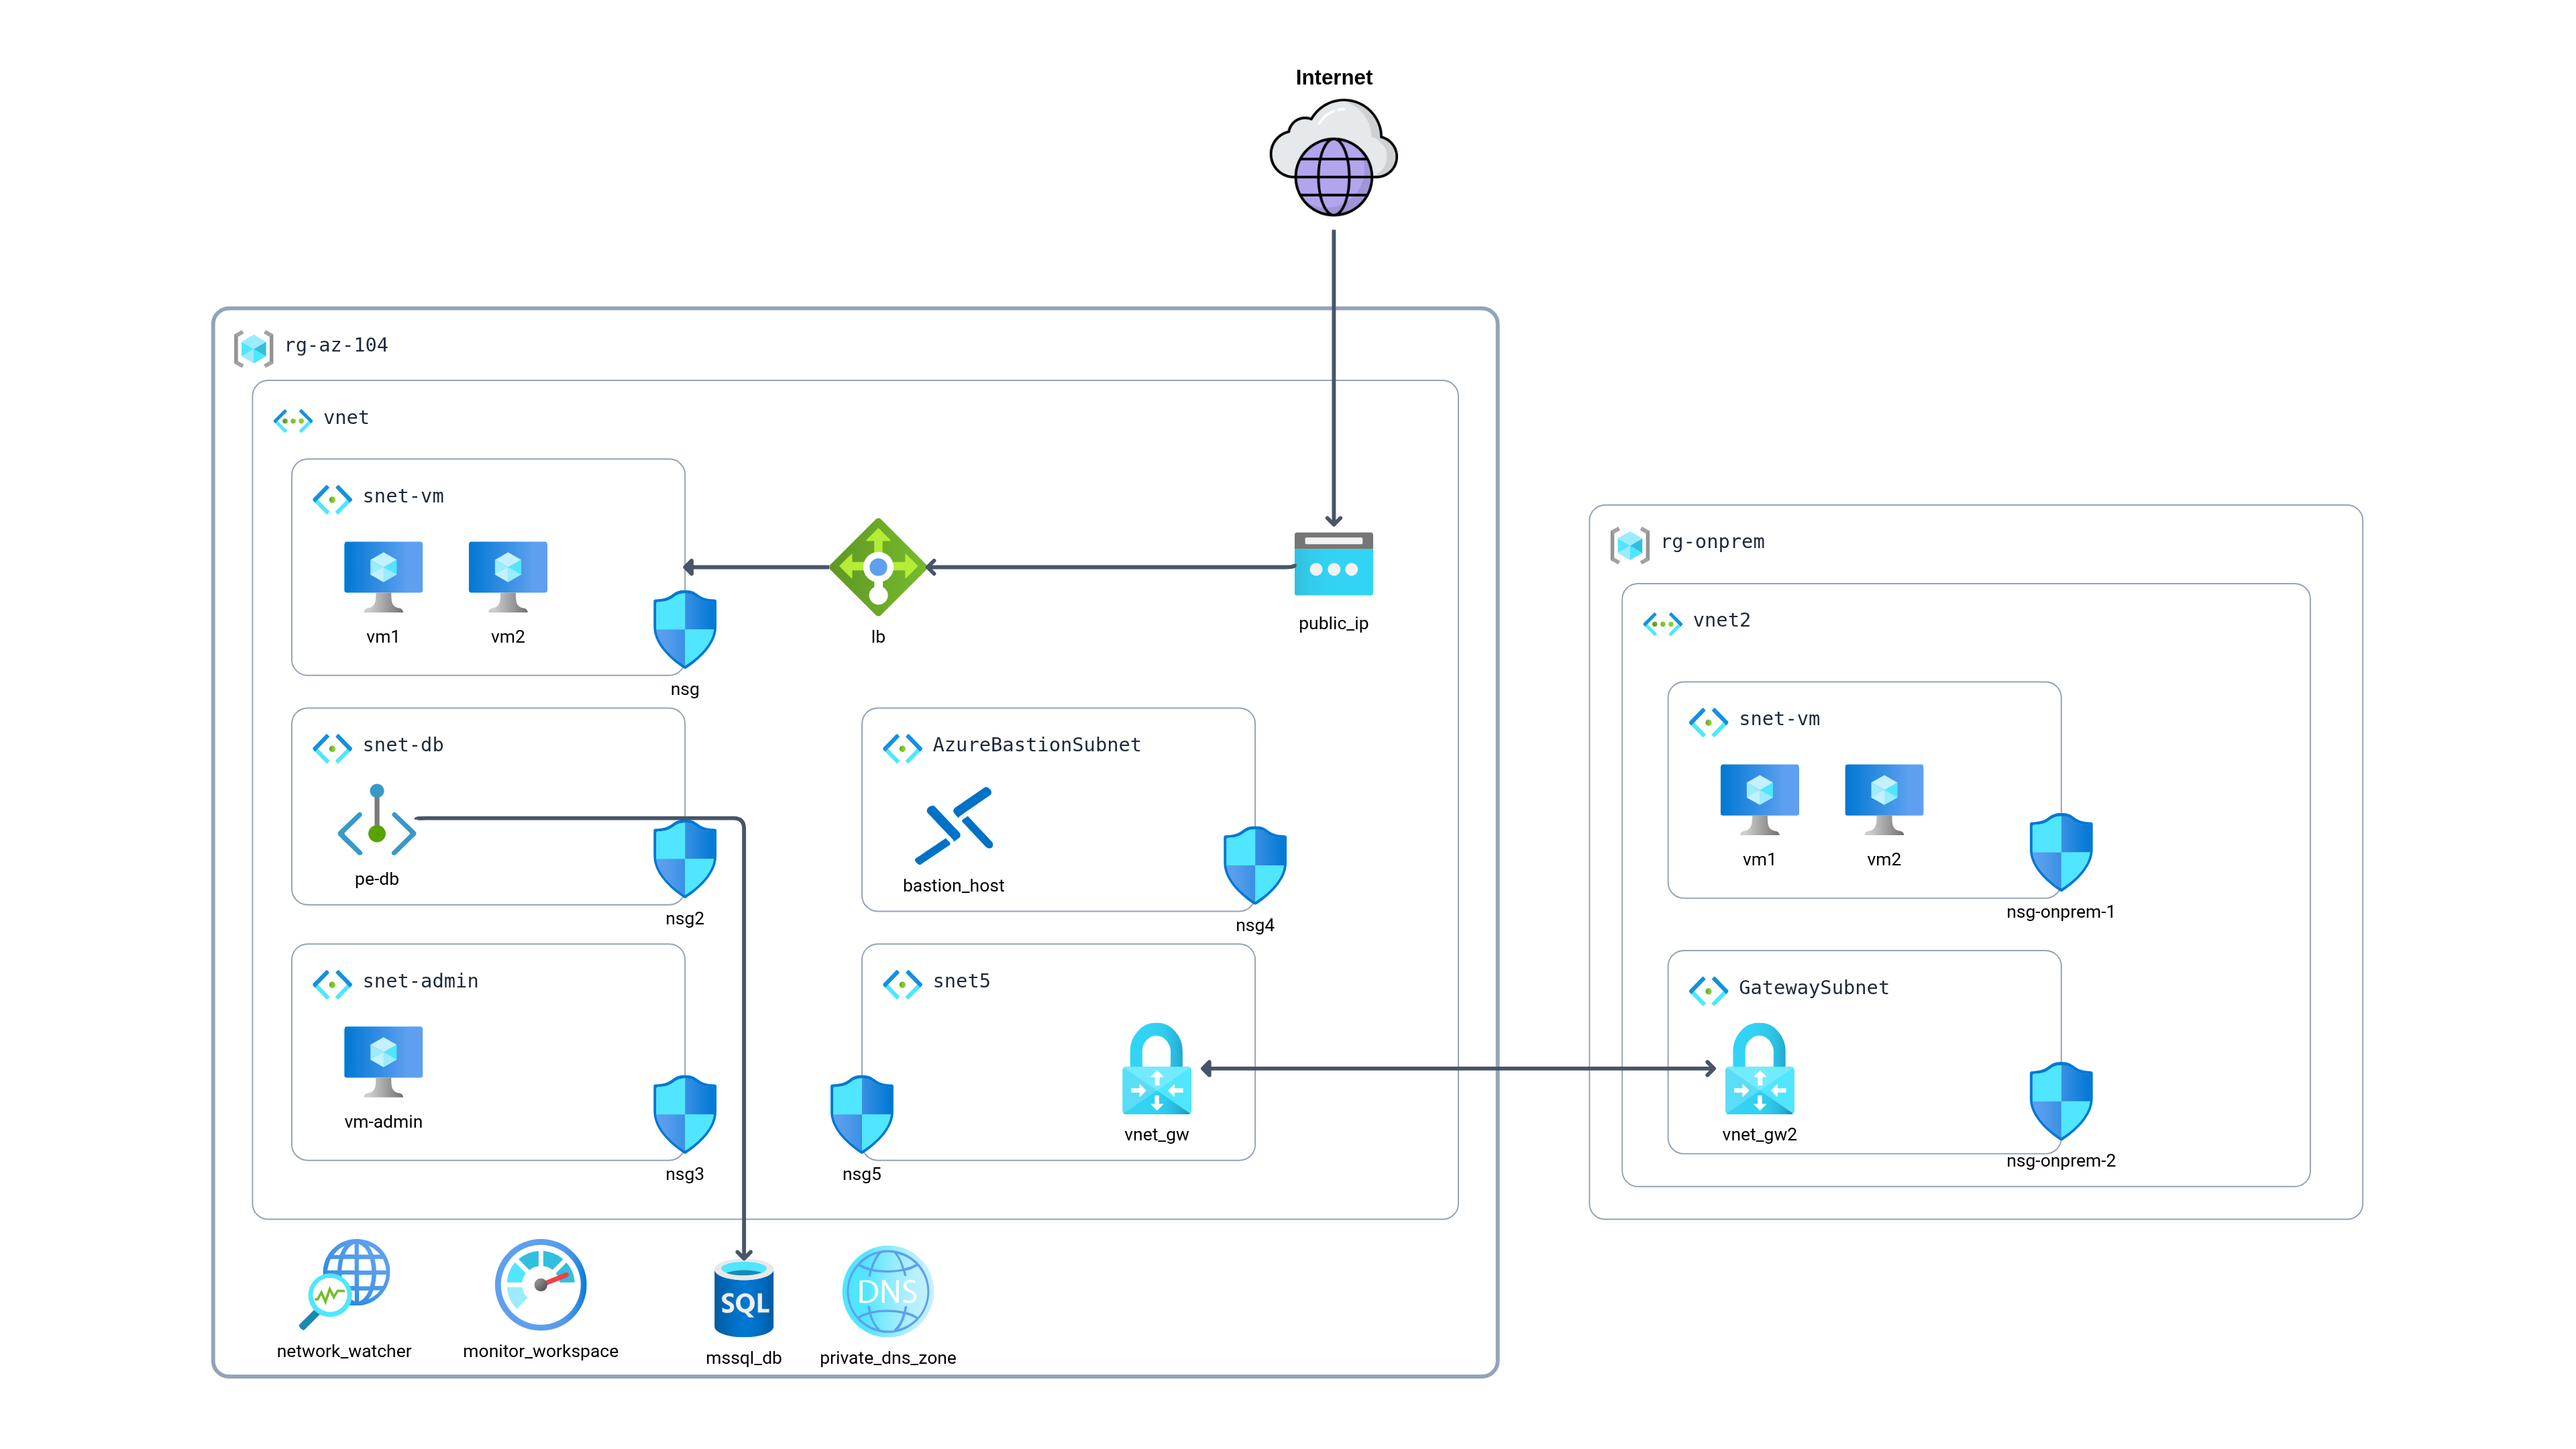 Internet
rg-az-104
vnet
snet-vm
vm1
vm2
nsg
lb
public_ip
snet-db
pe-db
nsg2
AzureBastionSubnet
bastion_host
nsg4
snet-admin
vm-admin
nsg3
snet5
nsg5
vnet_gw
network_watcher
monitor_workspace
SQL
mssql_db
DNS
private_dns_zone
rg-onprem
vnet2
snet-vm
vm1
vm2
nsg-onprem-1
GatewaySubnet
vnet_gw2
nsg-onprem-2